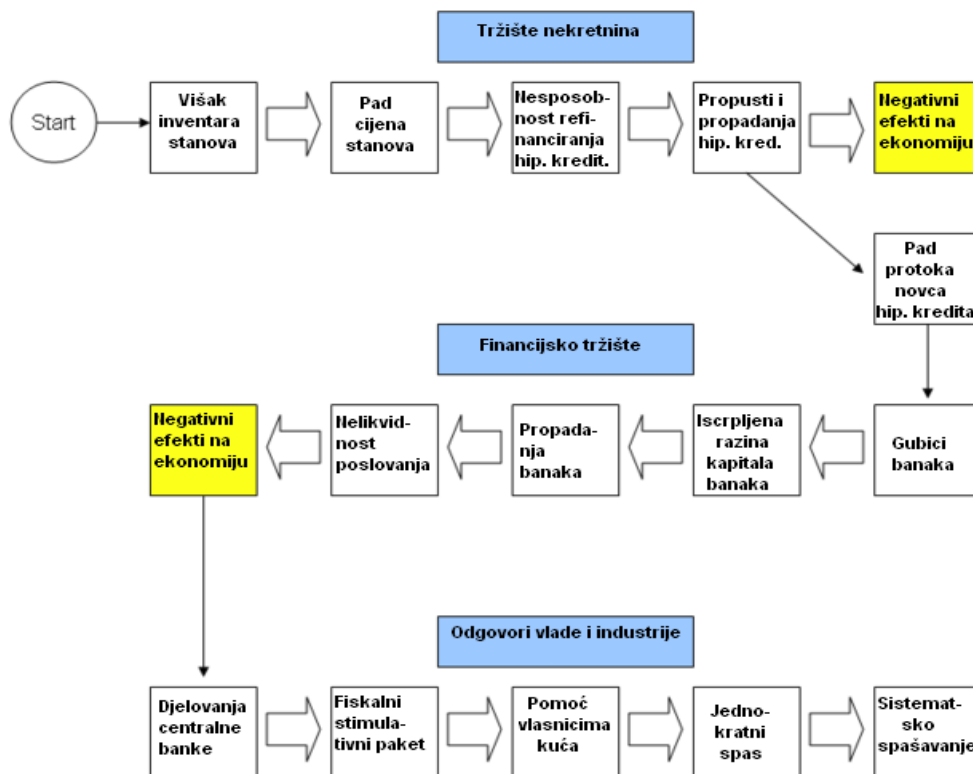 Tržište nekretnina
Start
Višak
inventara
stanova
Pad
cijena
stanova
Nesposob-
nost refi-
nanciranja
hip. kredit.
Propusti i
propadanja
hip. kred.
Negativni
efekti na
ekonomiju
Pad
protoka
novca
hip. kredita
Financijsko tržište
Negativni
efekti na
ekonomiju
Nelikvid-
nost
poslovanja
Propada-
nja
banaka
Iscrpljena
razina
kapitala
banaka
Gubici
banaka
Odgovori vlade i industrije
Djelovanja
centralne
banke
Fiskalni
stimula-
tivni paket
Pomoć
vlasnicima
kuća
Jedno-
kratni
spas
Sistemat-
sko
spašavanje